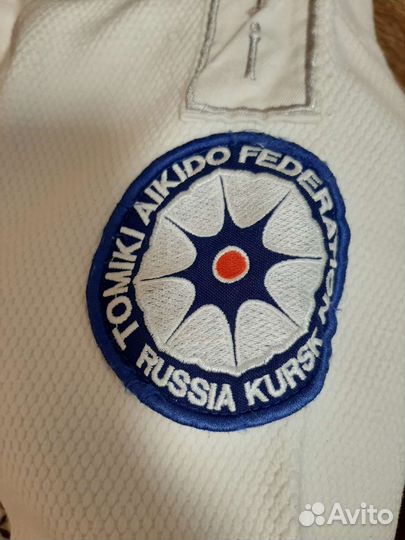 TOMIKI AIKIDO FEDERATION
RUSSIA KURSK
Avito